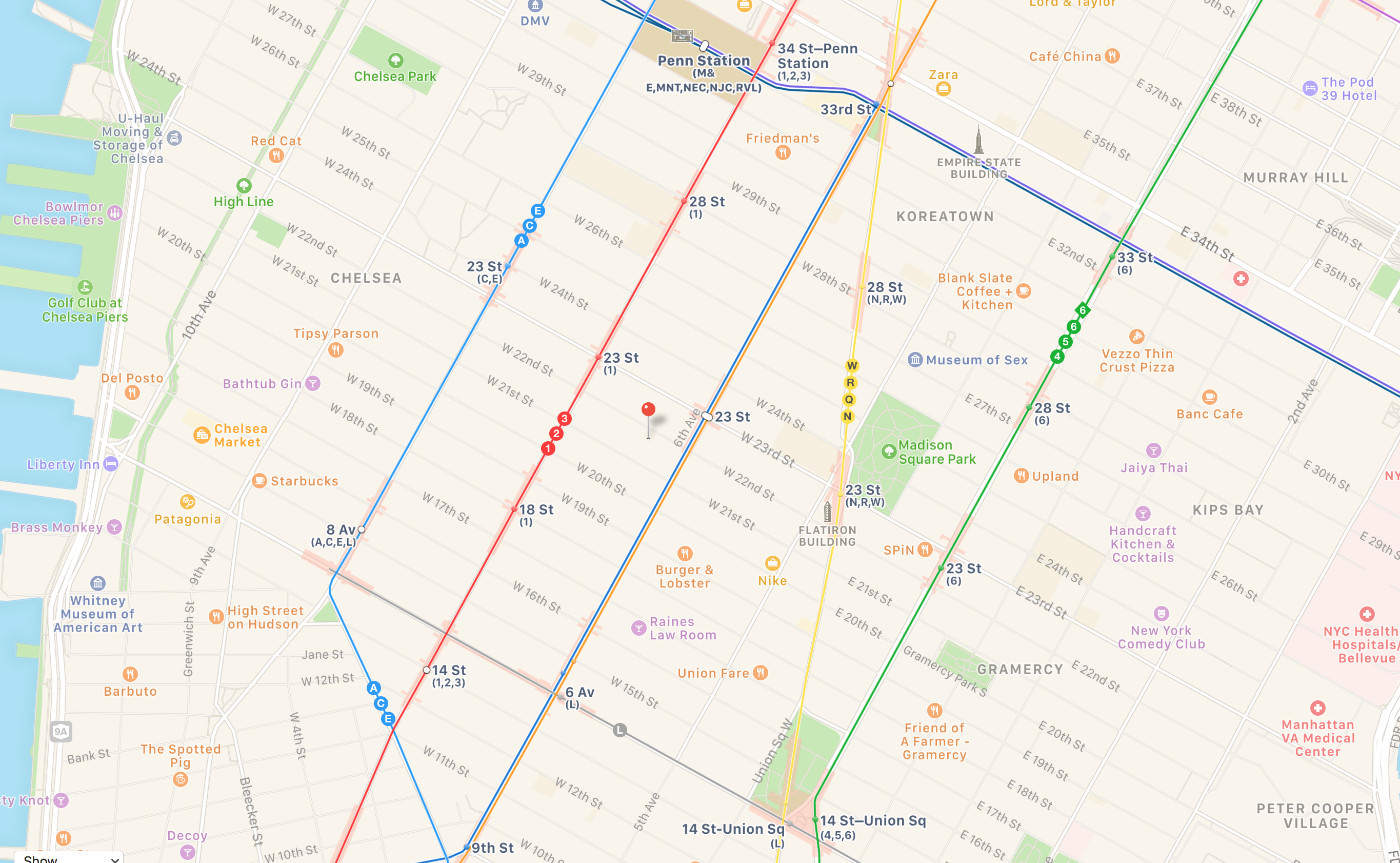 W 27th St
DMV
Lord & Taylor
W 26th St
34 St–Penn
Station
(1,2,3)
Penn Station
(M&
E,MNT,NEC,NJC,RVL)
Café China
W 24th St
Chelsea Park
W 29th St
Zara
The Pod
39 Hotel
E 37th St
E 38th St
33rd St
U-Haul
Moving &
Storage of
Chelsea
Red Cat
W 25th St
Friedman's
E 35th St
EMPIRE STATE
BUILDING
W 24th St
MURRAY HILL
High Line
28 St
(1)
W 29th St
Bowlmor
Chelsea Piers
E
C
A
KOREATOWN
W 20th St
W 22nd St
W 26th St
E 32nd St
E 34th St
E 36th St
33 St
(6)
23 St
(C,E)
CHELSEA
W 21st St
W 24th St
W 28th St
28 St
(N,R,W)
Blank Slate
Coffee +
Kitchen
E 35th St
Golf Club at
Chelsea Piers
10th Ave
6
6
5
4
Tipsy Parson
W 22nd St
23 St
(1)
W
R
Q
N
Museum of Sex
Vezzo Thin
Crust Pizza
Del Posto
Bathtub Gin
W 19th St
W 21st St
W 18th St
3
2
1
6th Ave
23 St
W 24th St
E 27th St
28 St
(6)
Banc Cafe
2nd Ave
Chelsea
Market
W 23rd St
Madison
Square Park
Jaiya Thai
Liberty Inn
Starbucks
W 20th St
W 22nd St
Upland
E 30th St
NY
Patagonia
W 17th St
18 St
(1)
W 19th St
W 21st St
23 St
(N,R,W)
KIPS BAY
Brass Monkey
8 Av
(A,C,E,L)
FLATIRON
BUILDING
Handcraft
Kitchen &
Cocktails
E 29th St
9th Ave
SPiN
Burger &
Lobster
Nike
23 St
(6)
E 24th St
E 26th St
Whitney
Museum of
American Art
W 16th St
E 21st St
E 23rd St
High Street
on Hudson
Greenwich St
Raines
Law Room
E 20th St
New York
Comedy Club
NYC Health
Hospitals/
Bellevue
Jane St
W 12th St
14 St
(1,2,3)
Union Fare
Gramercy Park S
GRAMERCY
E 22nd St
Barbuto
A
C
E
6 Av
(L)
W 15th St
9A
W 4th St
L
Union Sq W
Friend of
A Farmer -
Gramercy
Manhattan
VA Medical
Center
E 20th St
FDR
Bank St
The Spotted
Pig
W 11th St
E 19th St
W 12th St
E 18th St
ty Knot
Bleecker St
5th Ave
E 17th St
PETER COOPER
VILLAGE
Decoy
14 St-Union Sq
(L)
14 St–Union Sq
(4,5,6)
9th St
W 10th St
W 10th St
E 16th St
Show